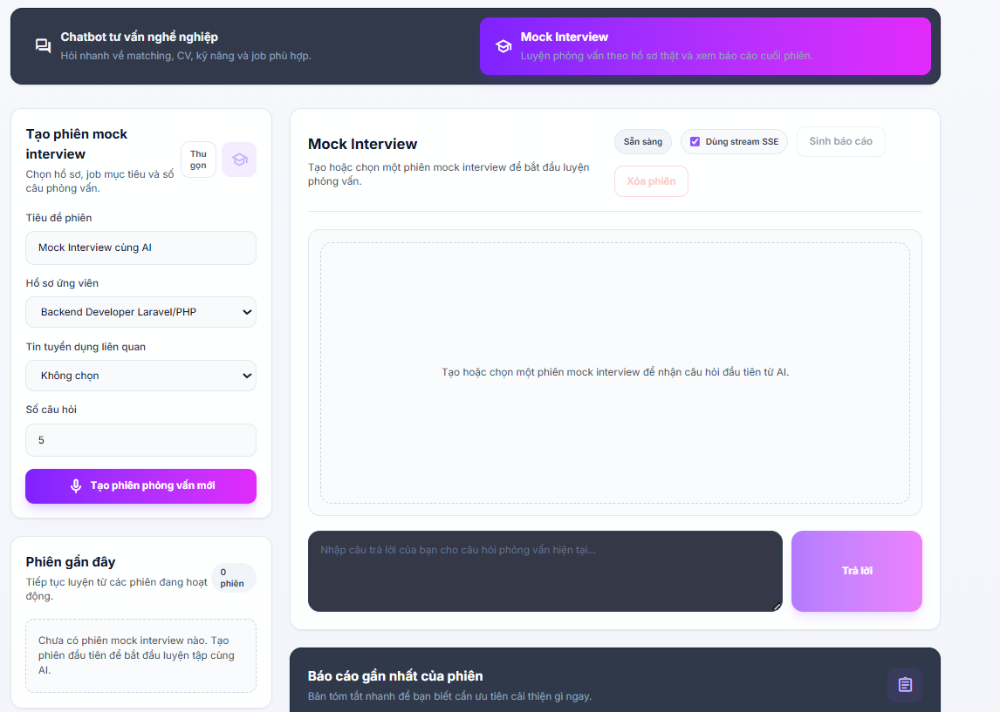 Chatbot tư vấn nghề nghiệp
Hỏi nhanh về matching, CV, kỹ năng và job phù hợp.
Mock Interview
Luyện phỏng vấn theo hồ sơ thật và xem báo cáo cuối phiên.
Tạo phiên mock
interview
Chọn hồ sơ, job mục tiêu và số
câu phỏng vấn.
Thu
gọn
Tiêu đề phiên
Mock Interview cùng AI
Hồ sơ ứng viên
Backend Developer Laravel/PHP
Tin tuyển dụng liên quan
Không chọn
Số câu hỏi
5
Tạo phiên phỏng vấn mới
Phiên gần đây
Tiếp tục luyện từ các phiên đang hoạt
động.
0
phiên
Chưa có phiên mock interview nào. Tạo
phiên đầu tiên để bắt đầu luyện tập cùng
AI.
Mock Interview
Tạo hoặc chọn một phiên mock interview để bắt đầu luyện
phỏng vấn.
Sẵn sàng
Dùng stream SSE
Sinh báo cáo
Xóa phiên
Tạo hoặc chọn một phiên mock interview để nhận câu hỏi đầu tiên từ AI.
Nhập câu trả lời của bạn cho câu hỏi phỏng vấn hiện tại...
Trả lời
Báo cáo gần nhất của phiên
Bản tóm tắt nhanh để bạn biết cần ưu tiên cải thiện gì ngay.